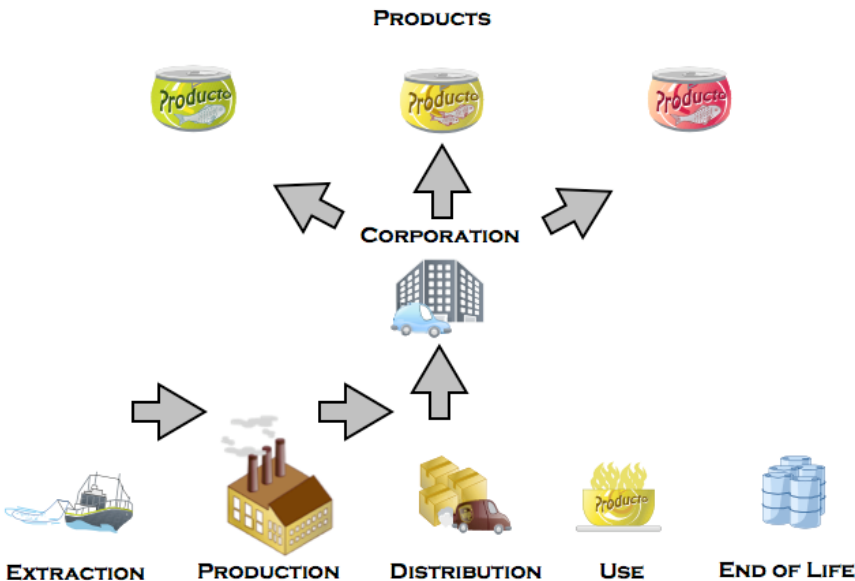 PRODUCTS
Producto
Producto
Producto
CORPORATION
Producto
EXTRACTION
PRODUCTION
DISTRIBUTION
USE
END OF LIFE